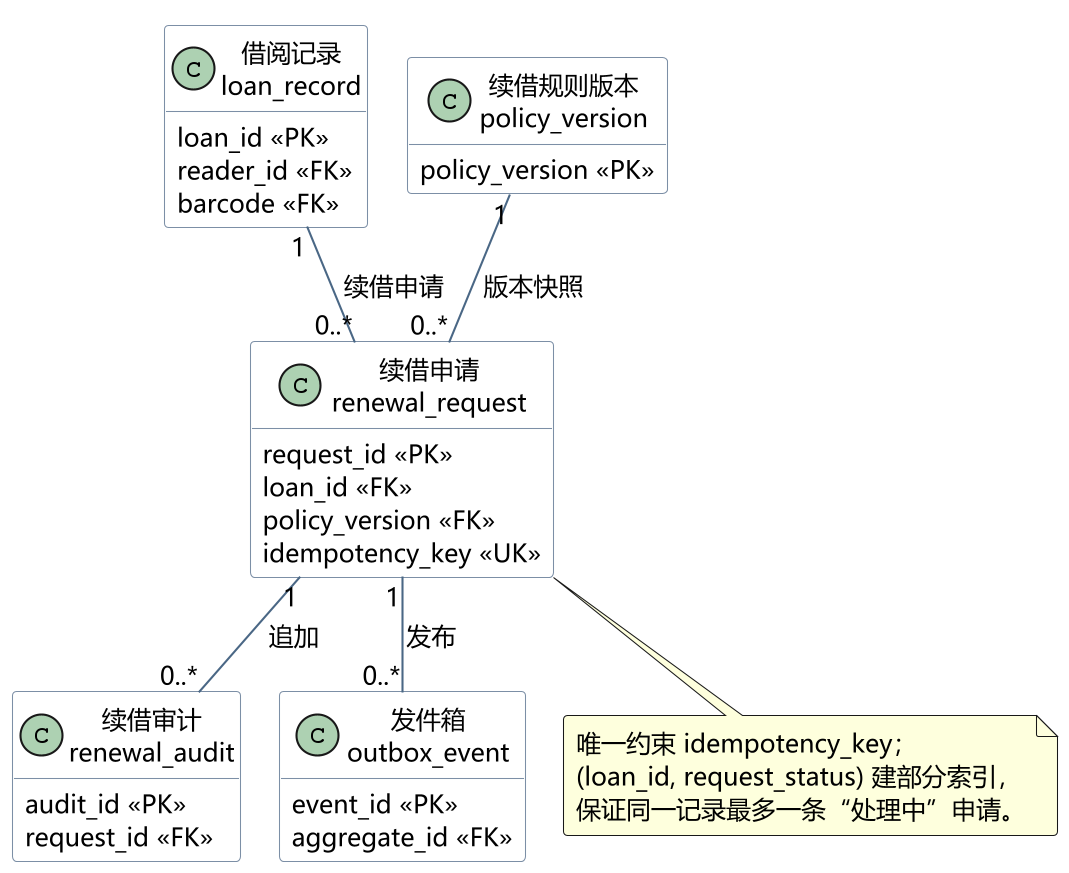 C
借阅记录
loan_record
loan_id «PK»
reader_id «FK»
barcode «FK»
C
续借规则版本
policy_version
policy_version «PK»
1
1
续借申请
版本快照
0..*
0..*
C
续借申请
renewal_request
request_id «PK»
loan_id «FK»
policy_version «FK»
idempotency_key «UK»
1
1
追加
发布
0..*
0..*
C
续借审计
renewal_audit
audit_id «PK»
request_id «FK»
C
发件箱
outbox_event
event_id «PK»
aggregate_id «FK»
唯一约束 idempotency_key；
(loan_id, request_status) 建部分索引，
保证同一记录最多一条“处理中”申请。